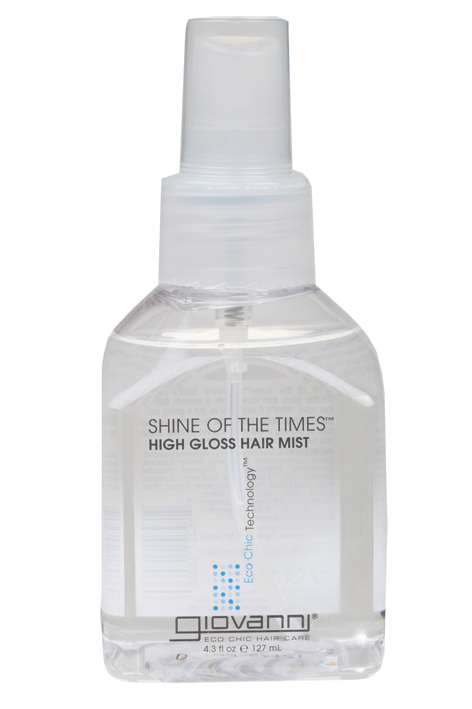 SHINE OF THE TIMES™
HIGH GLOSS HAIR MIST
Eco Chic Technology™
giovanni®
ECO CHIC HAIR CARE
4.3 fl oz ℮ 127 mL